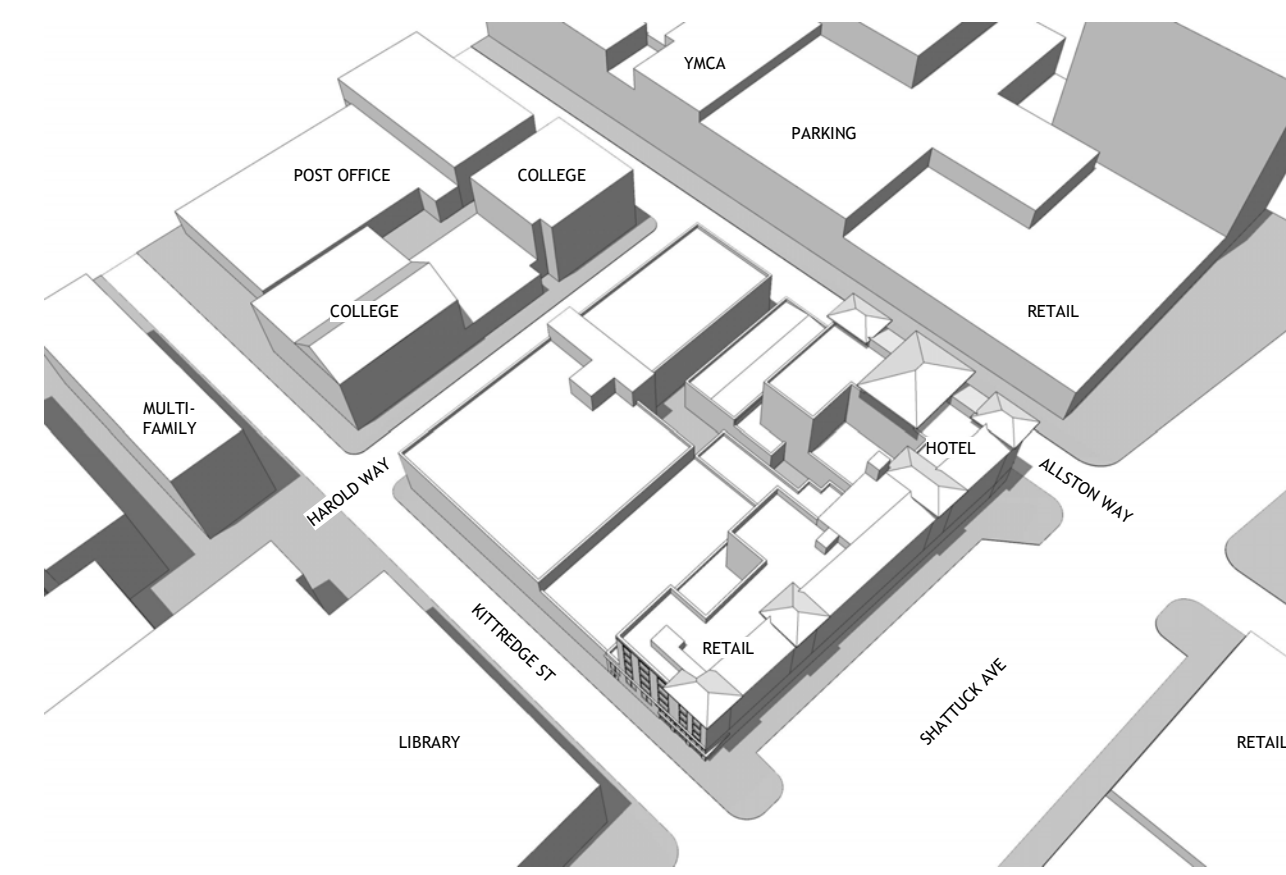 YMCA
PARKING
POST OFFICE
COLLEGE
COLLEGE
RETAIL
MULTI-
FAMILY
HOTEL
HAROLD WAY
ALLSTON WAY
KITTREDGE ST
RETAIL
SHATTUCK AVE
LIBRARY
RETAIL